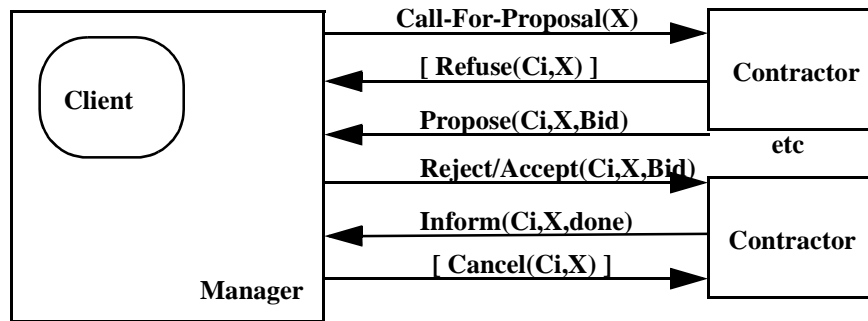 Call-For-Proposal(X)
[ Refuse(Ci,X) ]
Contractor
Client
Propose(Ci,X,Bid)
etc
Reject/Accept(Ci,X,Bid)
Inform(Ci,X,done)
Contractor
[ Cancel(Ci,X) ]
Manager